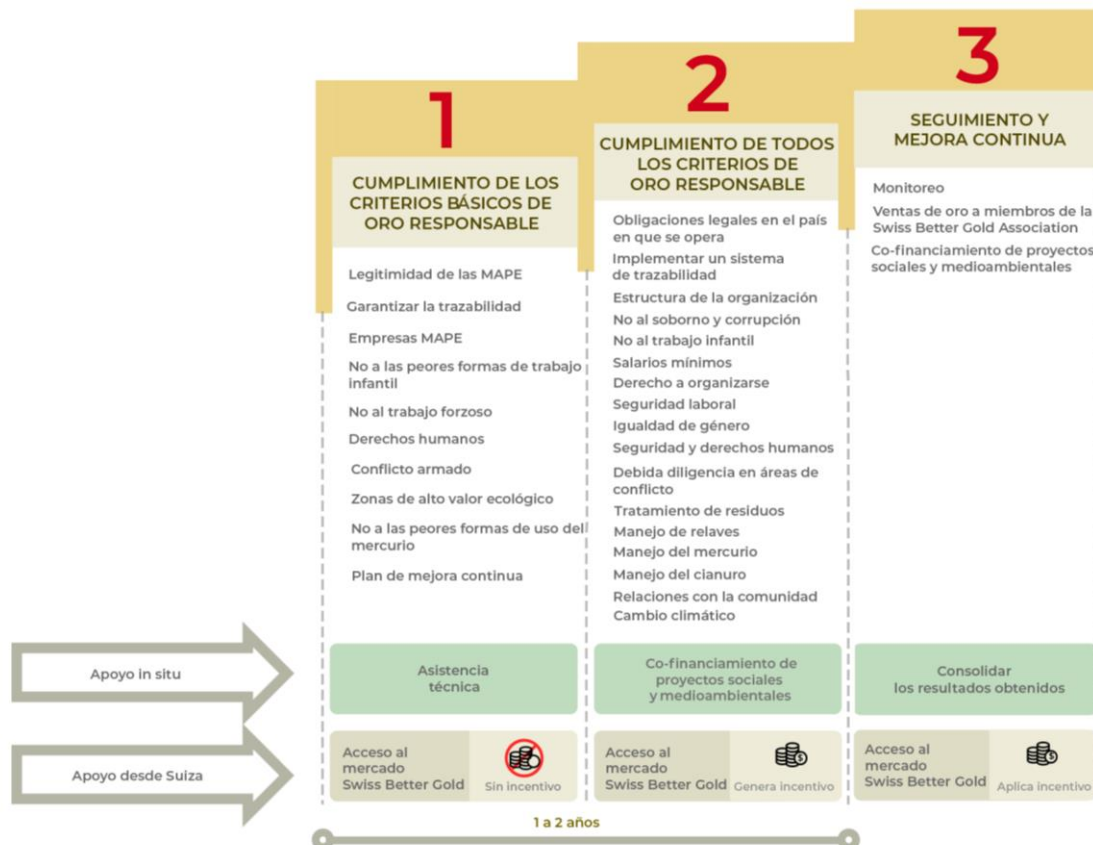 1
CUMPLIMIENTO DE LOS
CRITERIOS BÁSICOS DE
ORO RESPONSABLE
Legitimidad de las MAPE
Garantizar la trazabilidad
Empresas MAPE
No a las peores formas de trabajo
infantil
No al trabajo forzoso
Derechos humanos
Conflicto armado
Zonas de alto valor ecológico
No a las peores formas de uso del
mercurio
Plan de mejora continua
2
CUMPLIMIENTO DE TODOS
LOS CRITERIOS DE
ORO RESPONSABLE
Obligaciones legales en el país
en que se opera
Implementar un sistema
de trazabilidad
Estructura de la organización
No al soborno y corrupción
No al trabajo infantil
Salarios mínimos
Derecho a organizarse
Seguridad laboral
Igualdad de género
Seguridad y derechos humanos
Debida diligencia en áreas de
conflicto
Tratamiento de residuos
Manejo de relaves
Manejo del mercurio
Manejo del cianuro
Relaciones con la comunidad
Cambio climático
3
SEGUIMIENTO Y
MEJORA CONTINUA
Monitoreo
Ventas de oro a miembros de la
Swiss Better Gold Association
Co-financiamiento de proyectos
sociales y medioambientales
Apoyo in situ
Asistencia
técnica
Co-financiamiento de
proyectos sociales
y medioambientales
Consolidar
los resultados obtenidos
Apoyo desde Suiza
Acceso al
mercado
Swiss Better Gold
Sin incentivo
Acceso al
mercado
Swiss Better Gold
Genera incentivo
Acceso al
mercado
Swiss Better Gold
Aplica incentivo
1 a 2 años